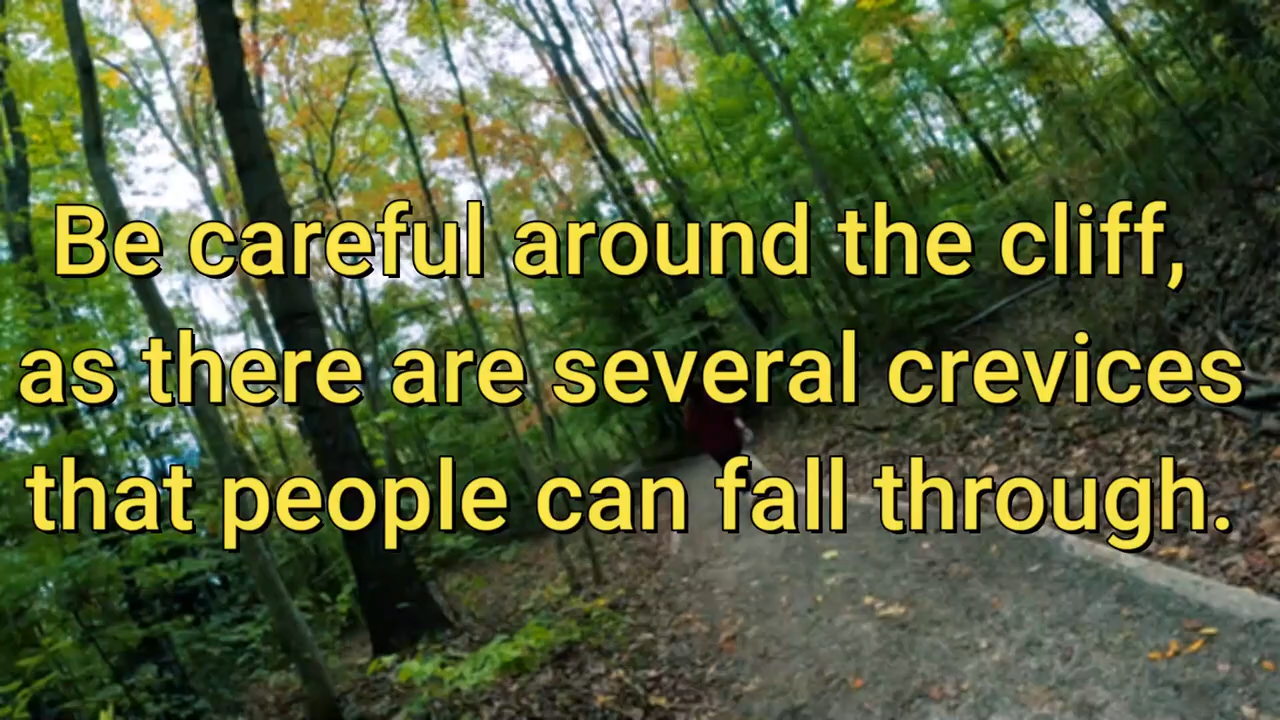 Be careful around the cliff,
as there are several crevices
that people can fall through.